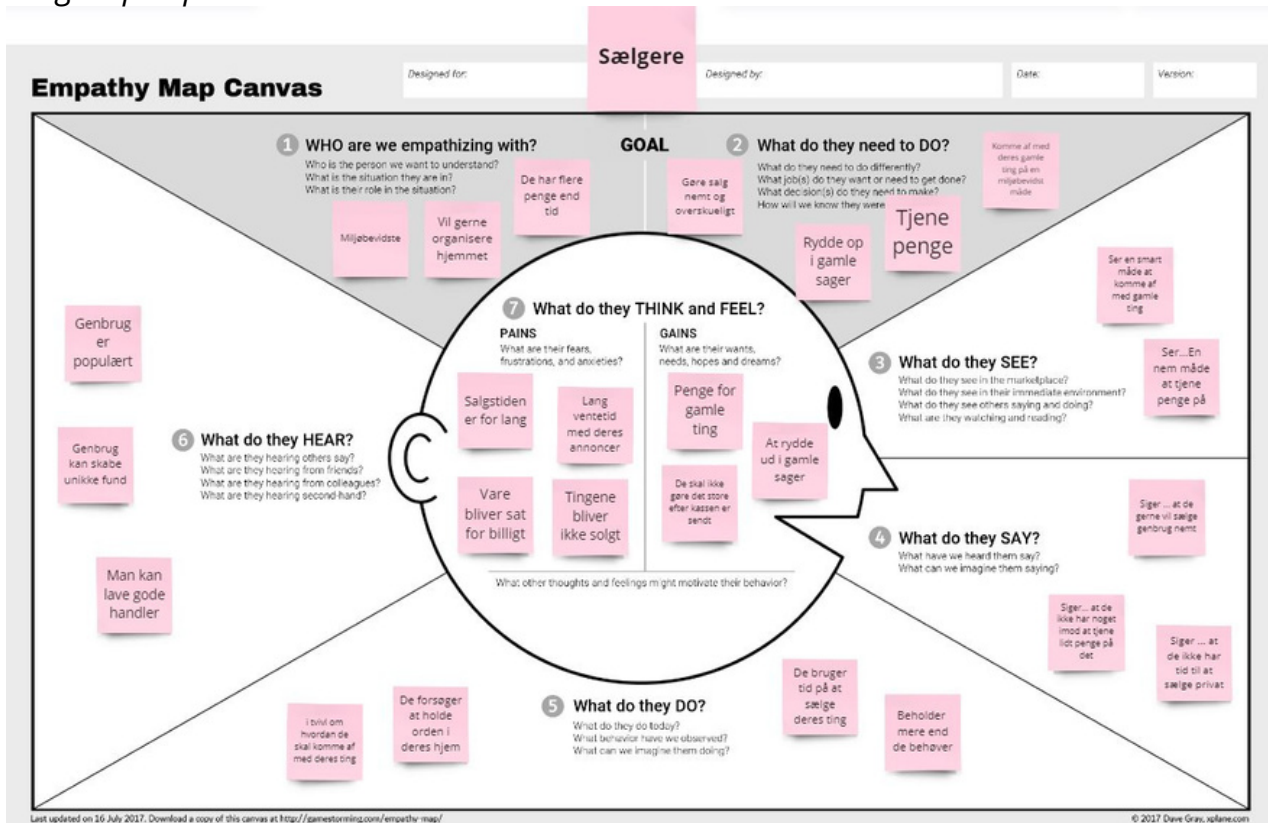 Sælgere
Empathy Map Canvas
Designed for:
Designed by:
Date:
Version:
1 WHO are we empathizing with?
Who is the person we want to understand?
What is the situation they are in?
What is their role in the situation?
Miljøbevidste
Vil gerne
organisere
hjemmet
De har flere
penge end
tid
GOAL
Gøre salg
nemt og
overskueligt
2 What do they need to DO?
What do they need to do differently?
What job(s) do they want or need to get done?
What decision(s) do they need to make?
How will we know they were
Rydde op
i gamle
sager
Tjene
penge
Komme af med
deres gamle
ting på en
miljøbevidst
måde
3 What do they SEE?
What do they see in the marketplace?
What do they see in their immediate environment?
What do they see others saying and doing?
What are they watching and reading?
Ser en smart
måde at
komme af
med gamle
ting
Ser...En
nem måde
at tjene
penge på
4 What do they SAY?
What have we heard them say?
What can we imagine them saying?
Siger ... at de
gerne vil sælge
genbrug nemt
Siger... at de
ikke har noget
imod at tjene
lidt penge på
det
Siger ... at
de ikke har
tid til at
sælge privat
5 What do they DO?
What do they do today?
What behavior have we observed?
What can we imagine them doing?
i tvivl om
hvordan de
skal komme af
med deres ting
De forsøger
at holde
orden i
deres hjem
De bruger
tid på at
sælge
deres ting
Beholder
mere end
de behøver
6 What do they HEAR?
What are they hearing others say?
What are they hearing from friends?
What are they hearing from colleagues?
What are they hearing second-hand?
Genbrug
er
populært
Genbrug
kan skabe
unikke fund
Man kan
lave gode
handler
7 What do they THINK and FEEL?
PAINS
What are their fears,
frustrations, and anxieties?
Salgstiden
er for lang
Lang
ventetid
med deres
annoncer
Vare
bliver sat
for billigt
Tingene
bliver
ikke solgt
GAINS
What are their wants,
needs, hopes and dreams?
Penge for
gamle
ting
At rydde
ud i gamle
sager
De skal ikke
gøre det store
efter kassen er
sendt
What other thoughts and feelings might motivate their behavior?
Last updated on 16 July 2017. Download a copy of this canvas at http://gamestorming.com/empathy-map/
© 2017 Dave Gray, xplane.com